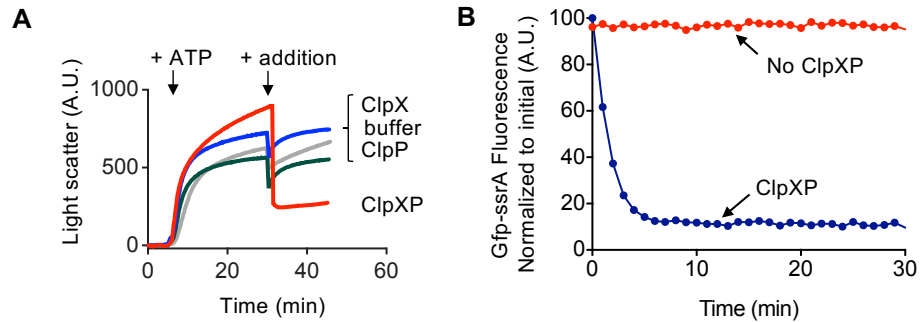 A
+ ATP
+ addition
Light scatter (A.U.)
1000
500
0
0
20
40
60
Time (min)
ClpX
buffer
ClpP
ClpXP
B
Gfp-ssrA Fluorescence
Normalized to initial (A.U.)
100
80
60
40
20
0
0
10
20
30
Time (min)
No ClpXP
ClpXP